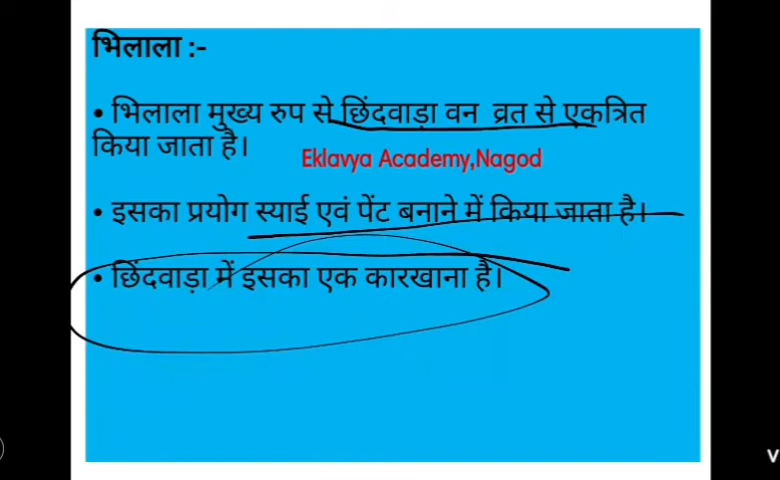 भिलाला :-
• भिलाला मुख्य रुप से छिंदवाड़ा वन व्रत से एकत्रित
किया जाता है।
Eklavya Academy,Nagod
• इसका प्रयोग स्याई एवं पेंट बनाने में किया जाता है।
• छिंदवाड़ा में इसका एक कारखाना है।